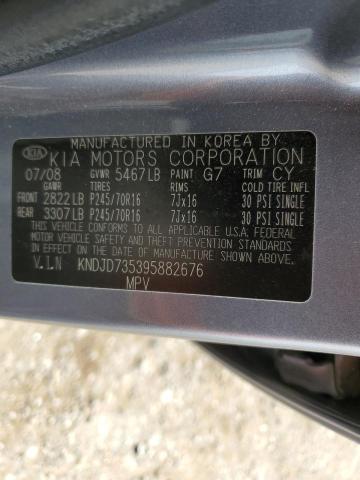 MANUFACTURED IN KOREA BY
KIA KIA MOTORS CORPORATION
07/08 GVWR 5467LB PAINT G7 TRIM CY
GAWR TIRES RIMS COLD TIRE INFL
FRONT 2822LB P245/70R16 7Jx16 30 PSI SINGLE
REAR 3307LB P245/70R16 7Jx16 30 PSI SINGLE
THIS VEHICLE CONFORMS TO ALL APPLICABLE U.S.A. FEDERAL
MOTOR VEHICLE SAFETY, BUMPER, AND THEFT PREVENTION
STANDARDS IN EFFECT ON THE DATE OF MANUFACTURE SHOWN ABOVE.
V.I.N KNDJD735395882676
MPV